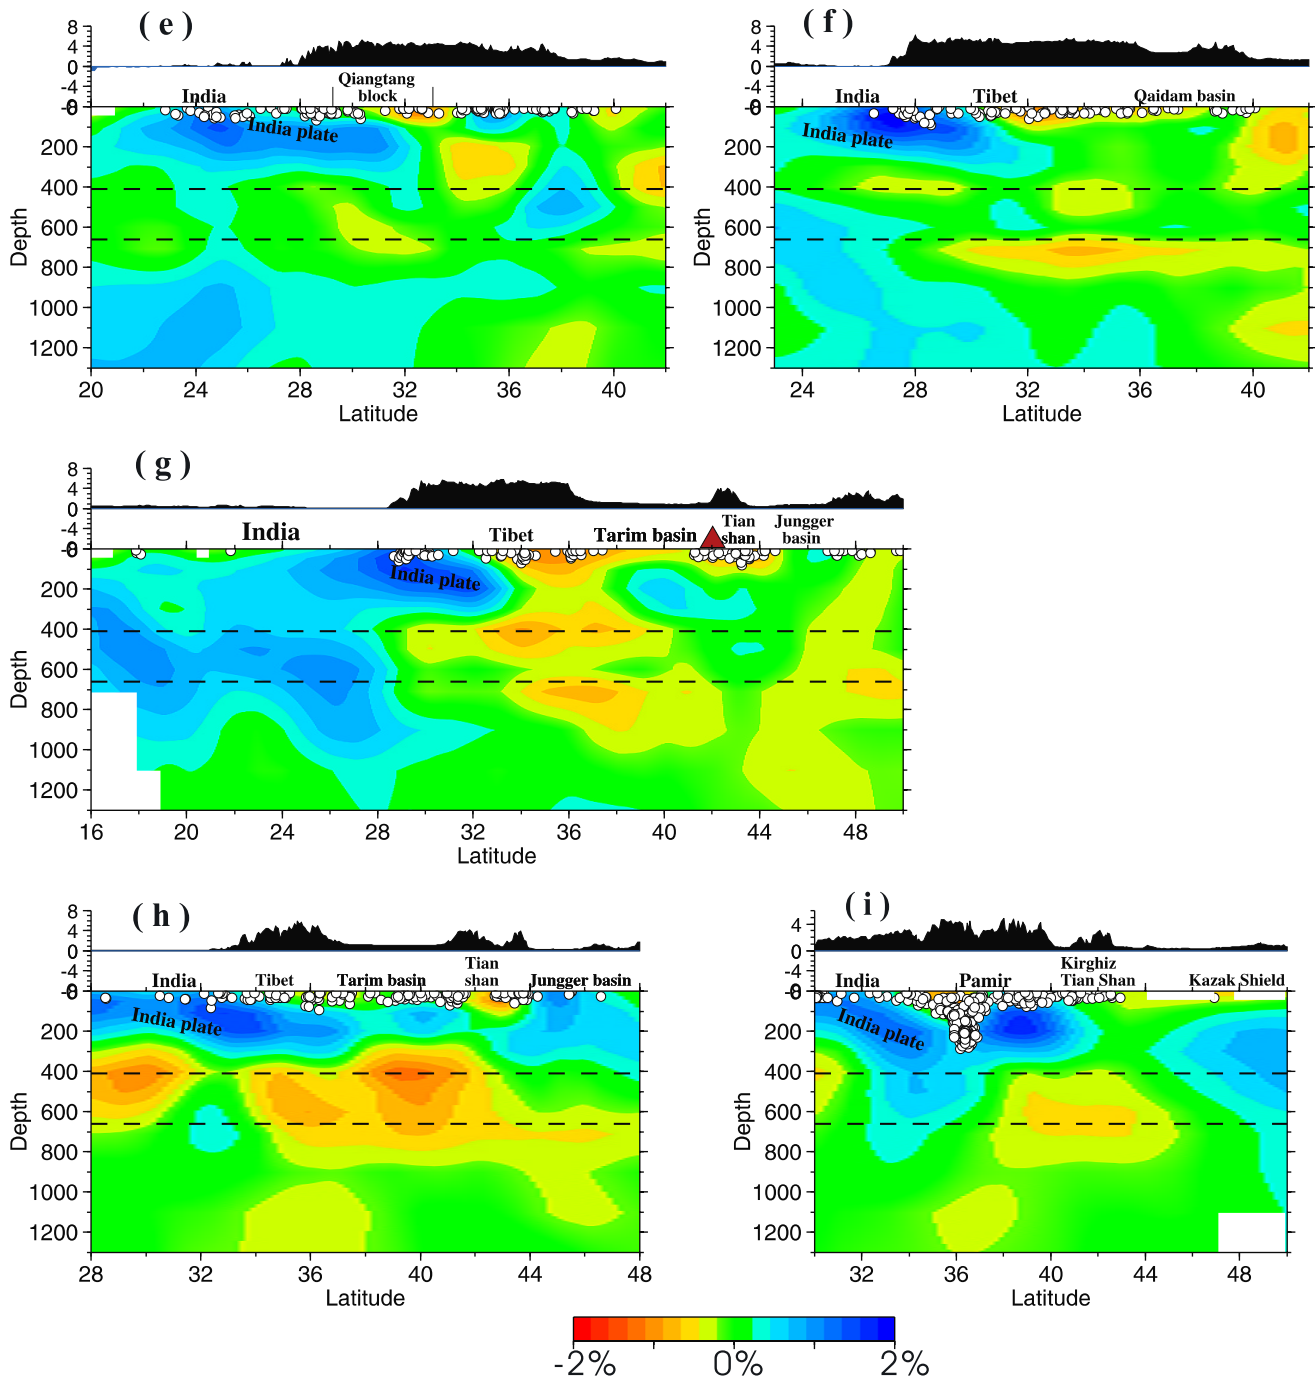 ( e )
8
4
0
-4
-8
0
Qiangtang
block
India
India plate
200
400
600
800
1000
1200
Depth
20 24 28 32 36 40
Latitude
( f )
8
4
0
-4
-8
0
India Tibet Qaidam basin
India plate
200
400
600
800
1000
1200
Depth
24 28 32 36 40
Latitude
( g )
8
4
0
-4
-8
0
India Tibet Tarim basin
Tian
shan
Jungger
basin
India plate
200
400
600
800
1000
1200
Depth
16 20 24 28 32 36 40 44 48
Latitude
( h )
8
4
0
-4
-8
0
India Tibet Tarim basin
Tian
shan
Jungger basin
India plate
200
400
600
800
1000
1200
Depth
28 32 36 40 44 48
Latitude
( i )
4
0
-4
-8
0
India Pamir
Kirghiz
Tian Shan
Kazak Shield
India plate
200
400
600
800
1000
1200
Depth
32 36 40 44 48
Latitude
-2% 0% 2%